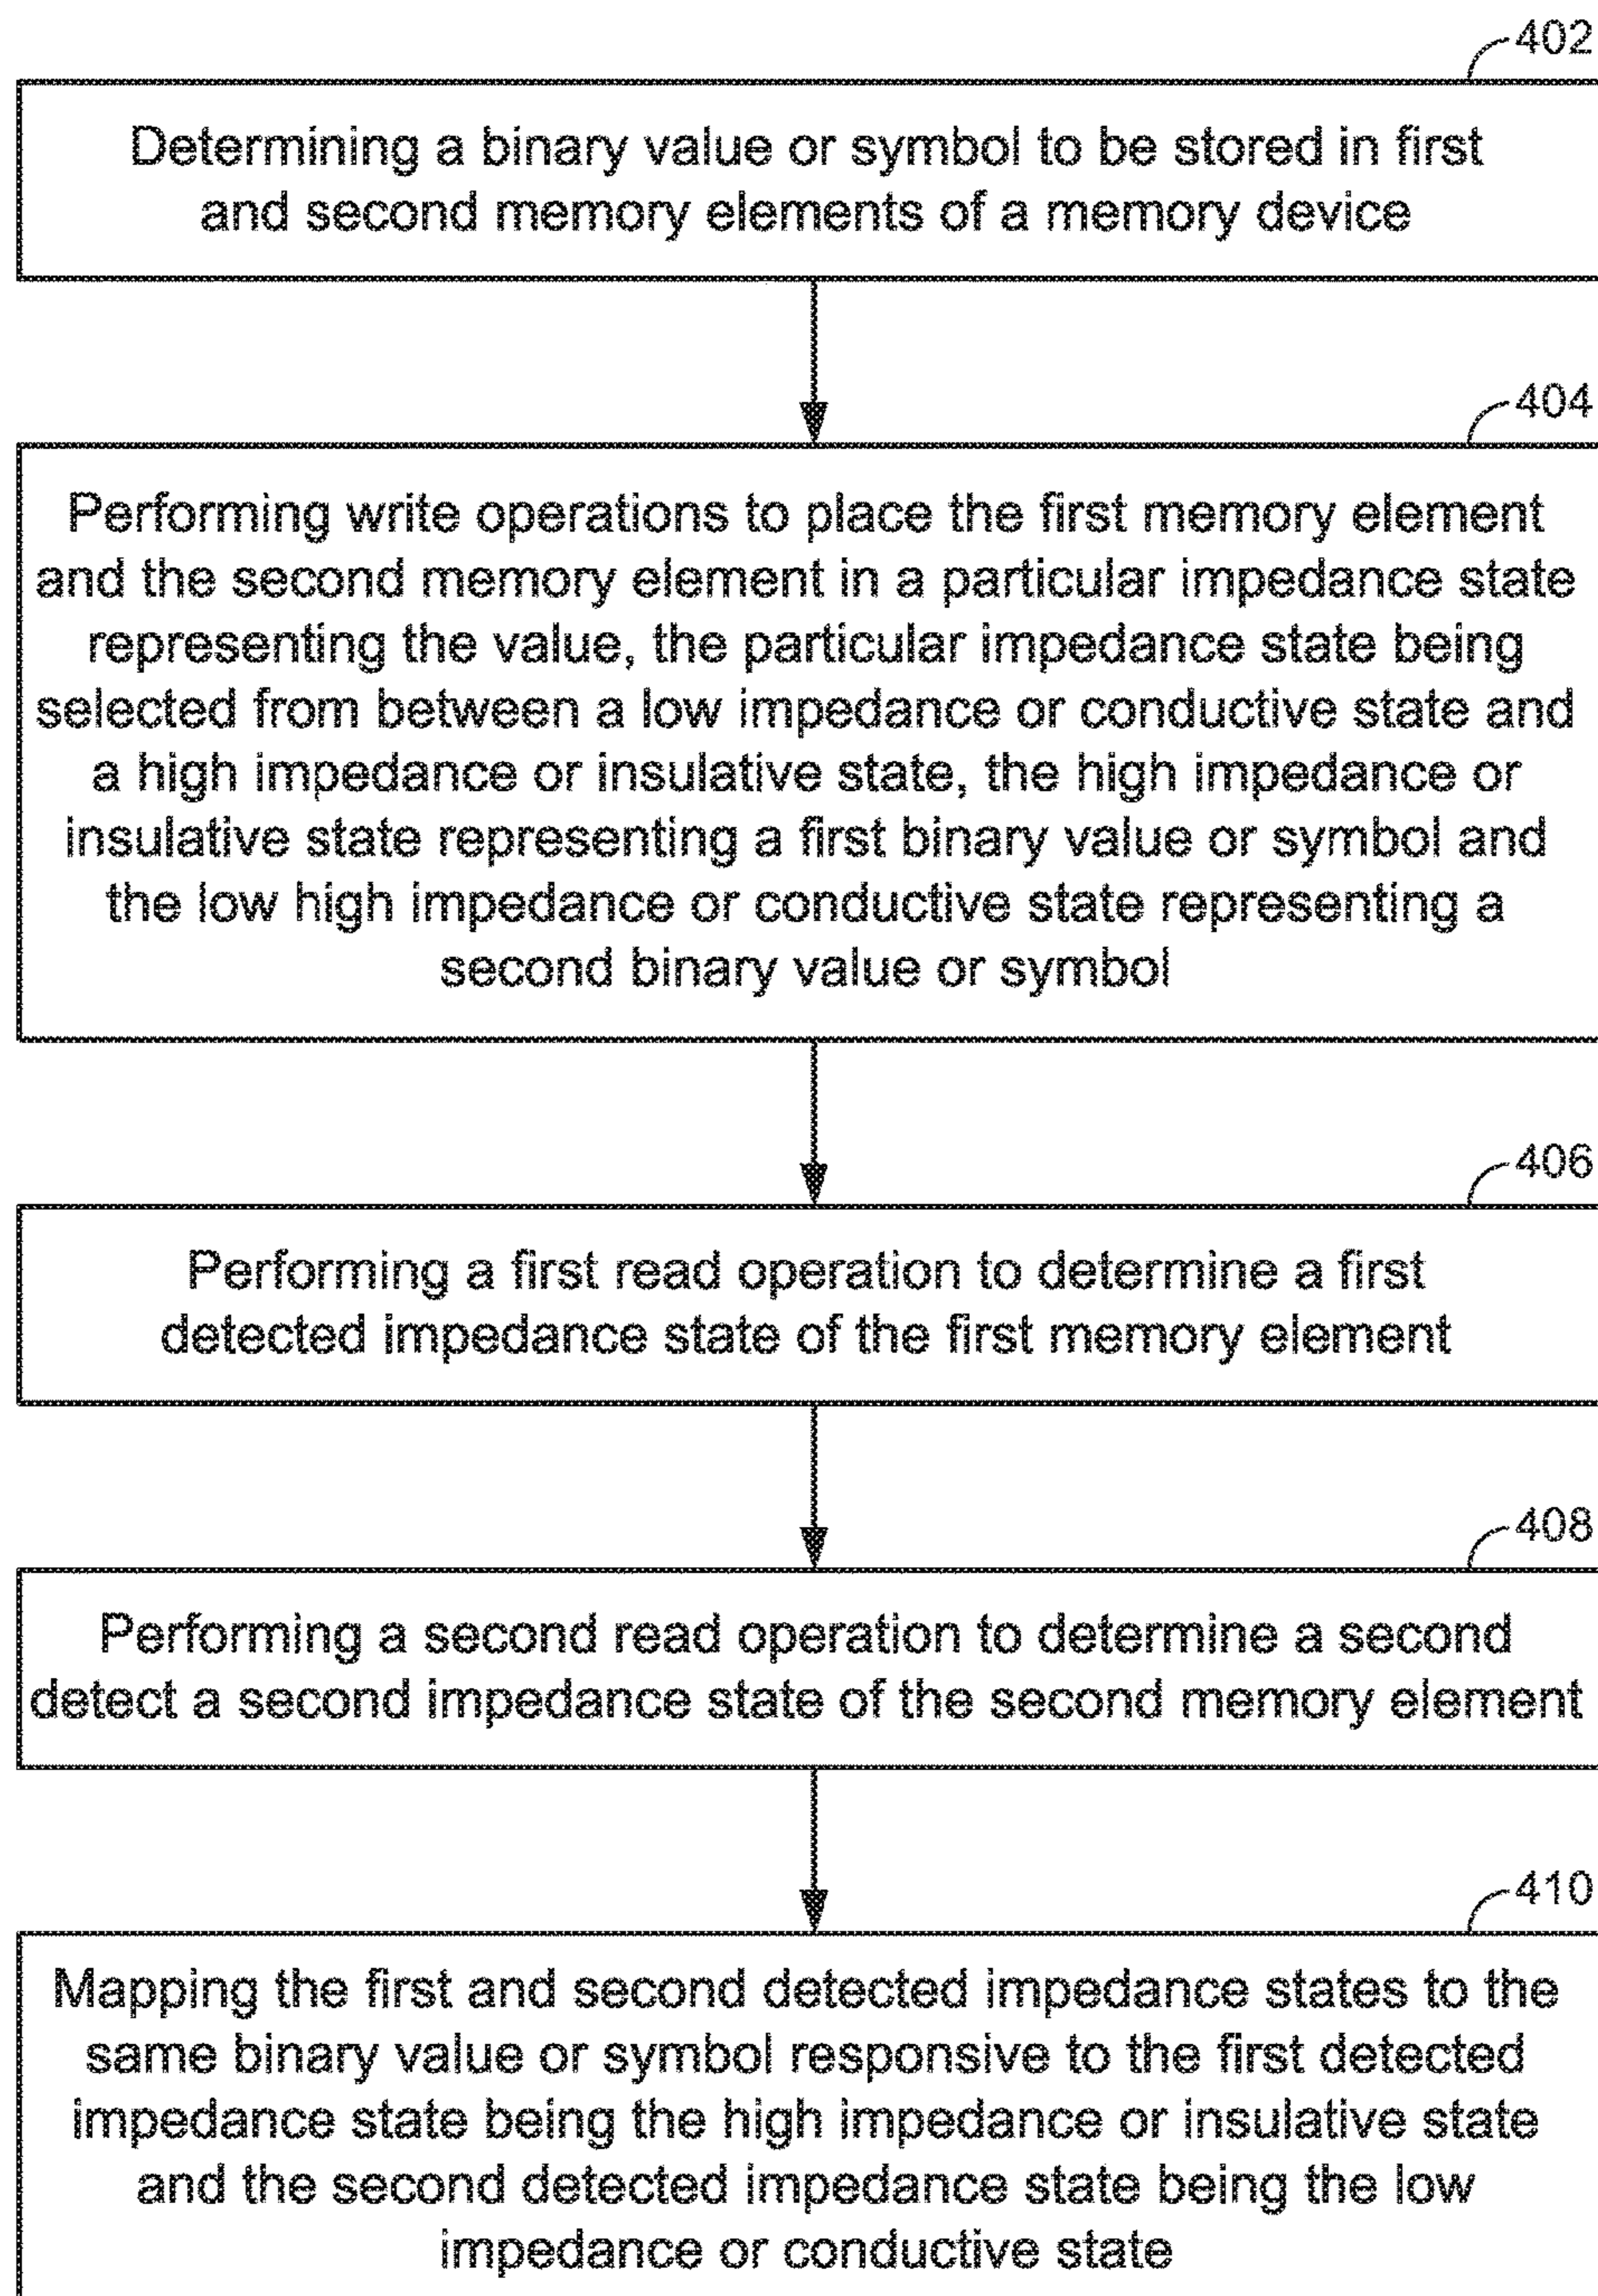 402
Determining a binary value or symbol to be stored in first
and second memory elements of a memory device
404
Performing write operations to place the first memory element
and the second memory element in a particular impedance state
representing the value, the particular impedance state being
selected from between a low impedance or conductive state and
a high impedance or insulative state, the high impedance or
insulative state representing a first binary value or symbol and
the low high impedance or conductive state representing a
second binary value or symbol
406
Performing a first read operation to determine a first
detected impedance state of the first memory element
408
Performing a second read operation to determine a second
detect a second impedance state of the second memory element
410
Mapping the first and second detected impedance states to the
same binary value or symbol responsive to the first detected
impedance state being the high impedance or insulative state
and the second detected impedance state being the low
impedance or conductive state